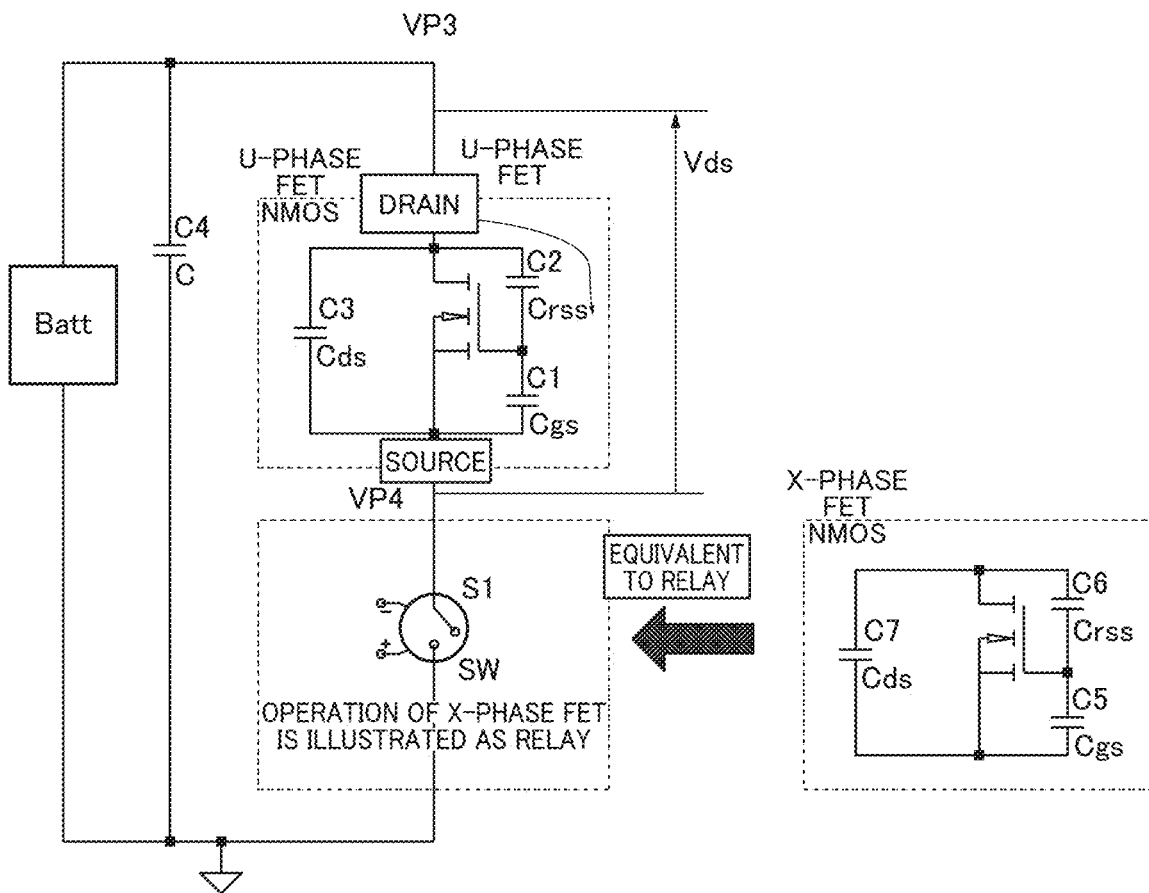 VP3
U-PHASE
FET
NMOS
U-PHASE
FET
DRAIN
Vds
C4
C
Batt
C3
Cds
C2
Crss
C1
Cgs
SOURCE
VP4
S1
-
+
SW
OPERATION OF X-PHASE FET
IS ILLUSTRATED AS RELAY
EQUIVALENT
TO RELAY
X-PHASE
FET
NMOS
C7
Cds
C6
Crss
C5
Cgs